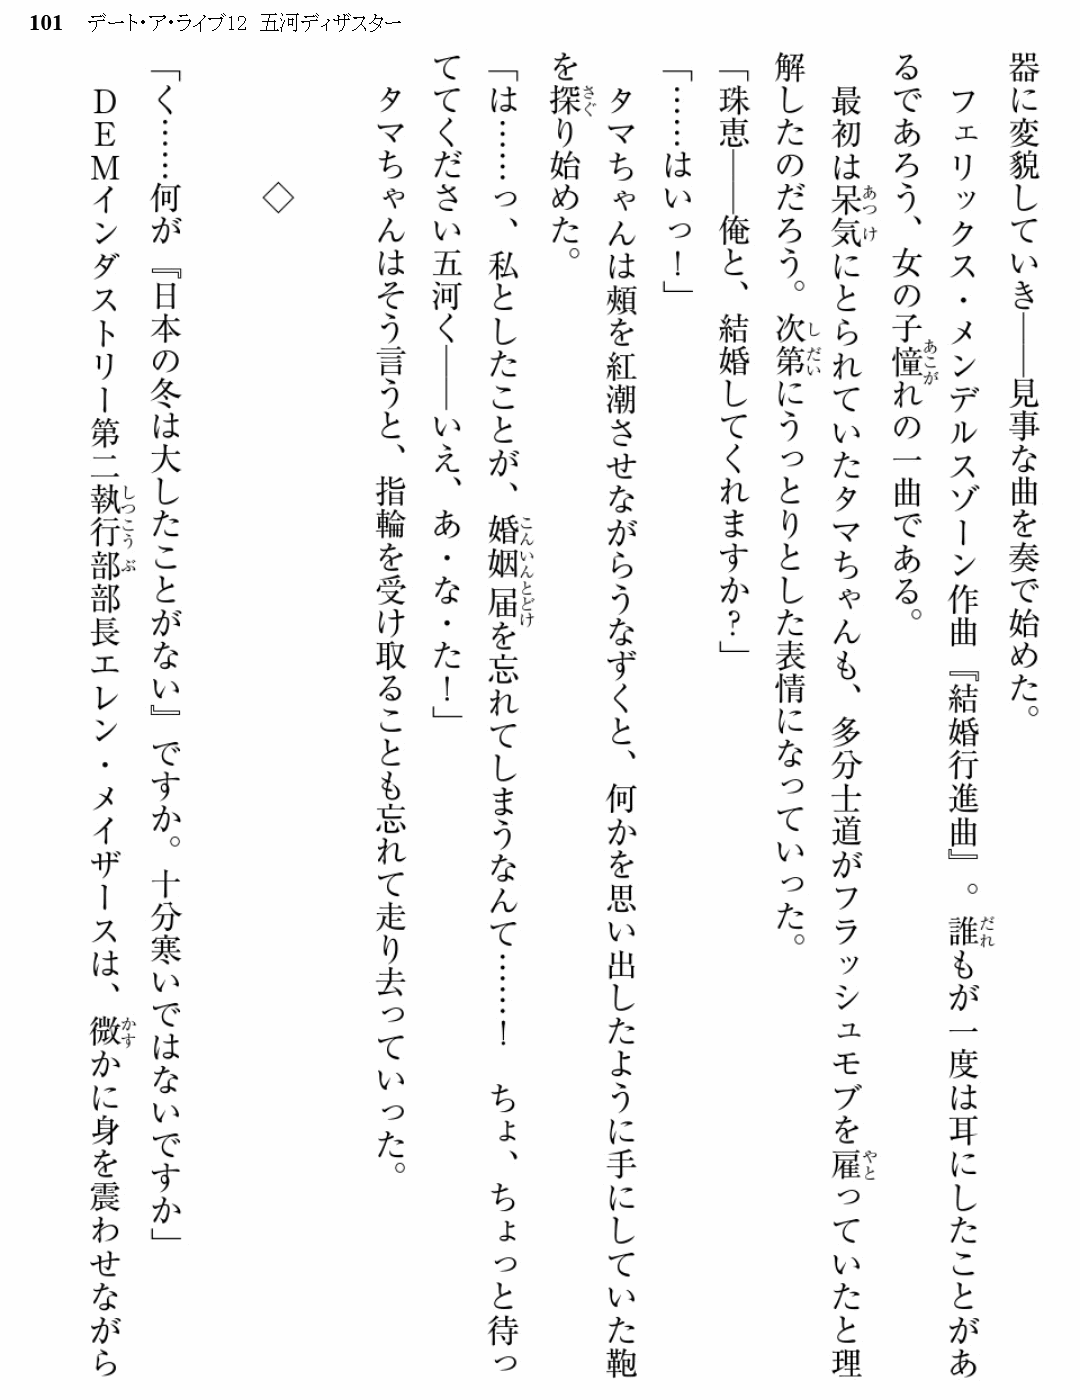 101 デート・ア・ライブ12 五河ディザスター
器に変貌していき――見事な曲を奏で始めた。
　フェリックス・メンデルスゾーン作曲『結婚行進曲』。誰もが一度は耳にしたことがあ
るであろう、女の子憧れの一曲である。
　最初は呆気にとられていたタマちゃんも、多分士道がフラッシュモブを雇っていたと理
解したのだろう。次第にうっとりとした表情になっていった。
「珠恵――俺と、結婚してくれますか？」
「……はいっ！」
　タマちゃんは頰を紅潮させながらうなずくと、何かを思い出したように手にしていた鞄
を探り始めた。
「は……っ、私としたことが、婚姻届を忘れてしまうなんて……！　ちょ、ちょっと待っ
てください五河く――いえ、あ・な・た！」
　タマちゃんはそう言うと、指輪を受け取ることも忘れて走り去っていった。
◇
「く……何が『日本の冬は大したことがない』ですか。十分寒いではないですか」
　DEMインダストリー第二執行部部長エレン・メイザースは、微かに身を震わせながら